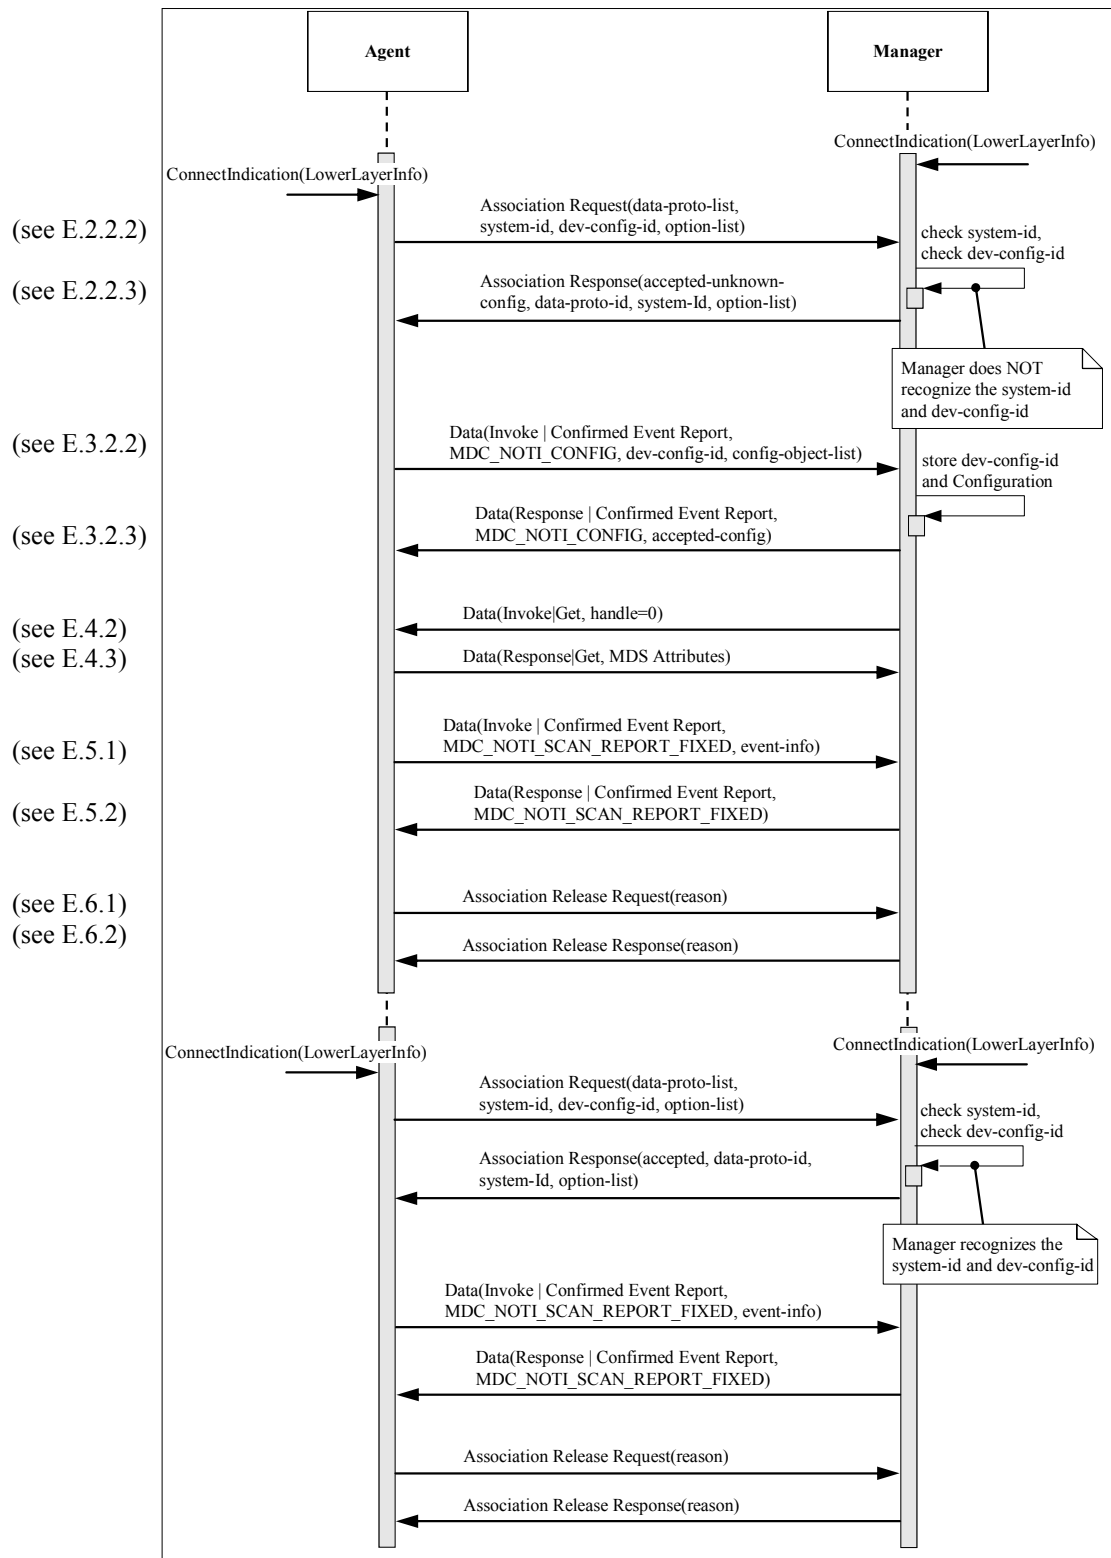 Agent
Manager
ConnectIndication(LowerLayerInfo)
ConnectIndication(LowerLayerInfo)
(see E.2.2.2)
Association Request(data-proto-list,
system-id, dev-config-id, option-list)
check system-id,
check dev-config-id
(see E.2.2.3)
Association Response(accepted-unknown-
config, data-proto-id, system-Id, option-list)
Manager does NOT
recognize the system-id
and dev-config-id
(see E.3.2.2)
Data(Invoke | Confirmed Event Report,
MDC_NOTI_CONFIG, dev-config-id, config-object-list)
store dev-config-id
and Configuration
(see E.3.2.3)
Data(Response | Confirmed Event Report,
MDC_NOTI_CONFIG, accepted-config)
(see E.4.2)
Data(Invoke|Get, handle=0)
(see E.4.3)
Data(Response|Get, MDS Attributes)
(see E.5.1)
Data(Invoke | Confirmed Event Report,
MDC_NOTI_SCAN_REPORT_FIXED, event-info)
(see E.5.2)
Data(Response | Confirmed Event Report,
MDC_NOTI_SCAN_REPORT_FIXED)
(see E.6.1)
Association Release Request(reason)
(see E.6.2)
Association Release Response(reason)
ConnectIndication(LowerLayerInfo)
ConnectIndication(LowerLayerInfo)
Association Request(data-proto-list,
system-id, dev-config-id, option-list)
check system-id,
check dev-config-id
Association Response(accepted, data-proto-id,
system-Id, option-list)
Manager recognizes the
system-id and dev-config-id
Data(Invoke | Confirmed Event Report,
MDC_NOTI_SCAN_REPORT_FIXED, event-info)
Data(Response | Confirmed Event Report,
MDC_NOTI_SCAN_REPORT_FIXED)
Association Release Request(reason)
Association Release Response(reason)